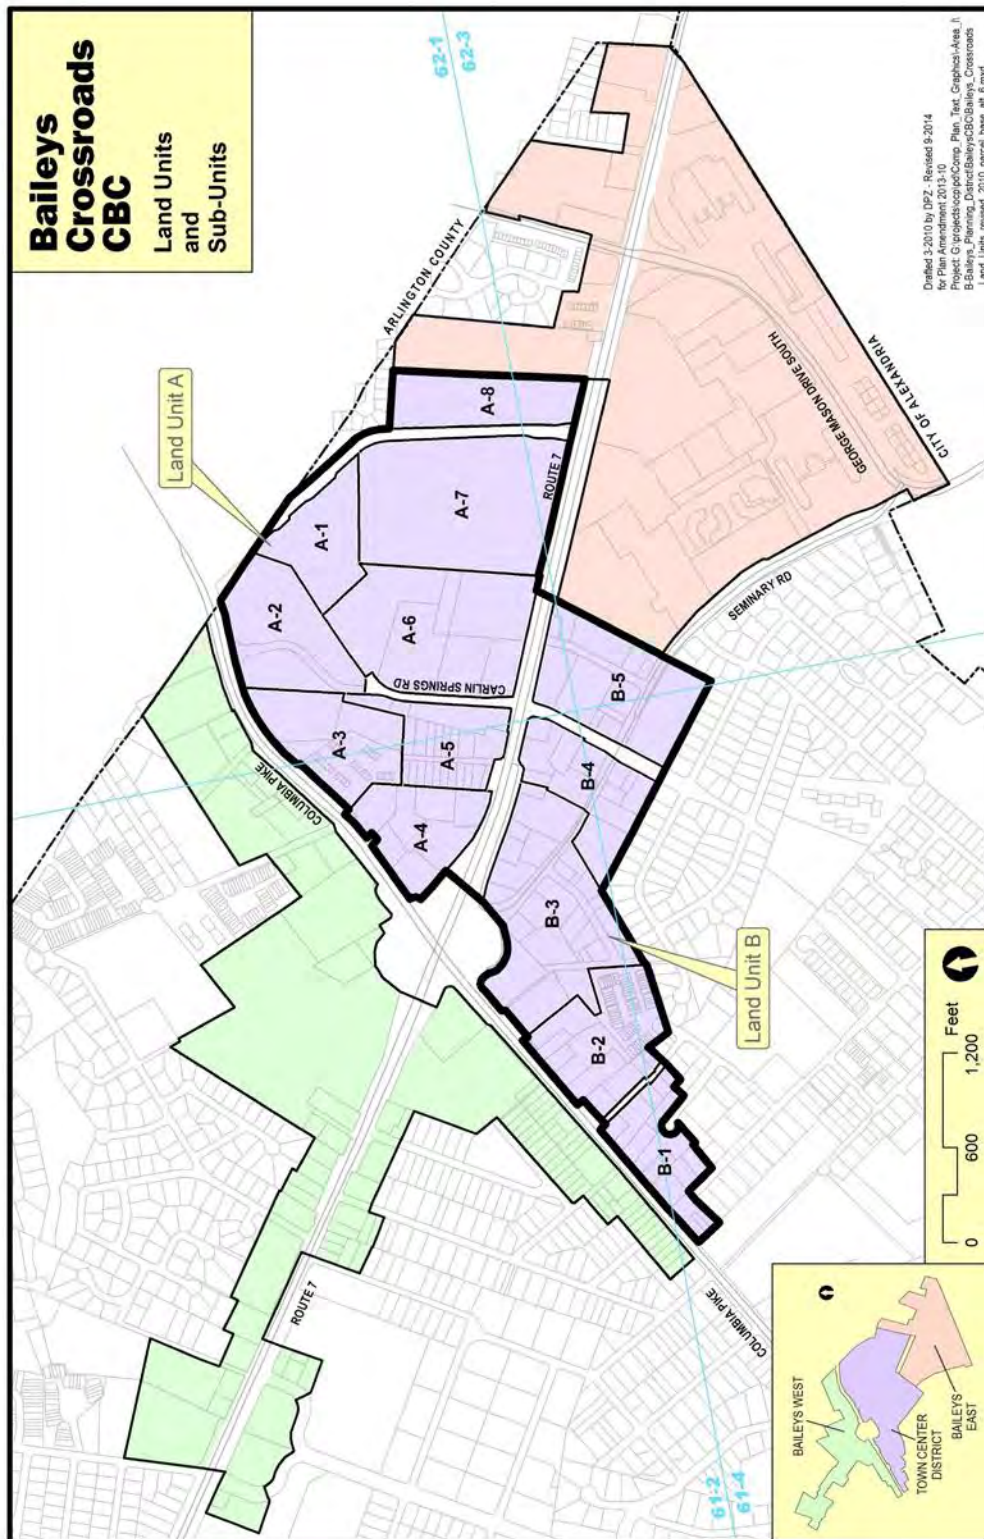 Baileys
Crossroads
CBC
Land Units
and
Sub-Units
62-1
62-3
ARLINGTON COUNTY
Land Unit A
A-8
A-1
A-7
ROUTE 7
A-2
A-6
CARLIN SPRINGS RD
A-3
A-5
A-4
COLUMBIA PIKE
GEORGE MASON DRIVE SOUTH
CITY OF ALEXANDRIA
SEMINARY RD
B-5
B-4
B-3
Land Unit B
B-2
B-1
ROUTE 7
COLUMBIA PIKE
61-2
61-4
Drafted 3-2010 by DPZ - Revised 9-2014
for Plan Amendment 2013-10
0
600
1,200
Feet
BAILEYS WEST
TOWN CENTER
DISTRICT
BAILEYS
EAST